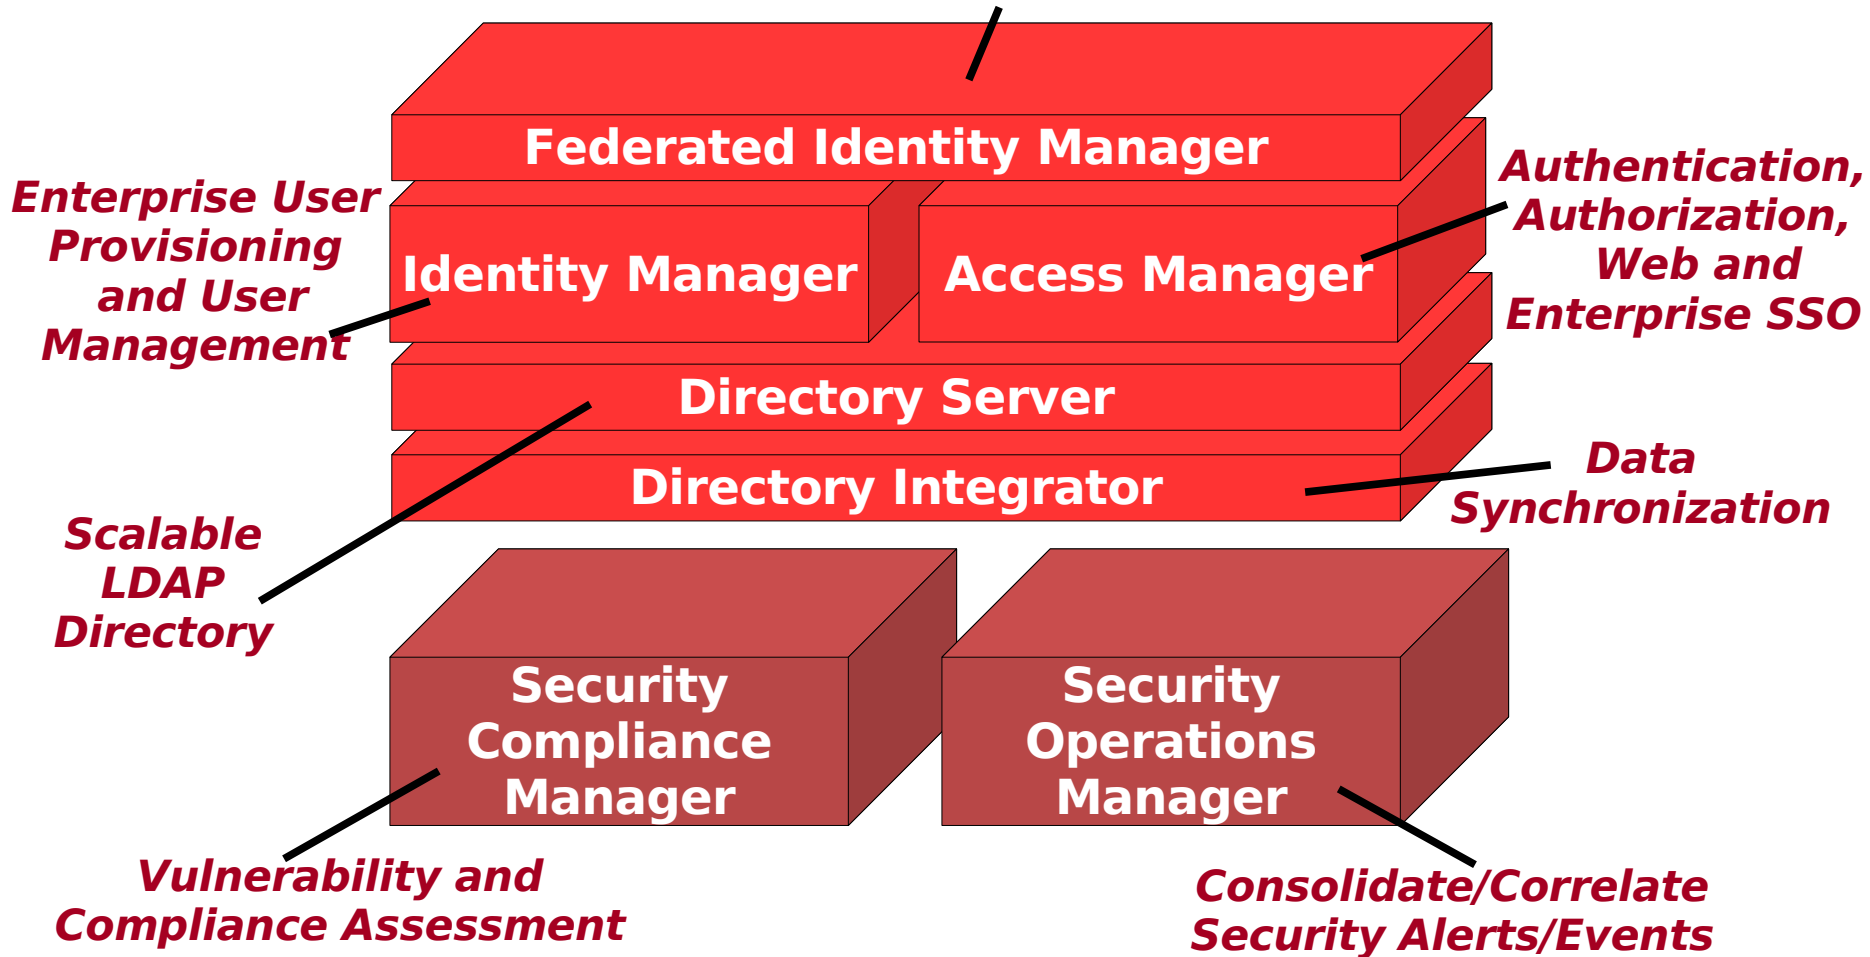 Federated Identity Manager
Enterprise User
Provisioning
and User
Management
Identity Manager
Access Manager
Authentication,
Authorization,
Web and
Enterprise SSO
Directory Server
Directory Integrator
Data
Synchronization
Scalable
LDAP
Directory
Security
Compliance
Manager
Security
Operations
Manager
Vulnerability and
Compliance Assessment
Consolidate/Correlate
Security Alerts/Events